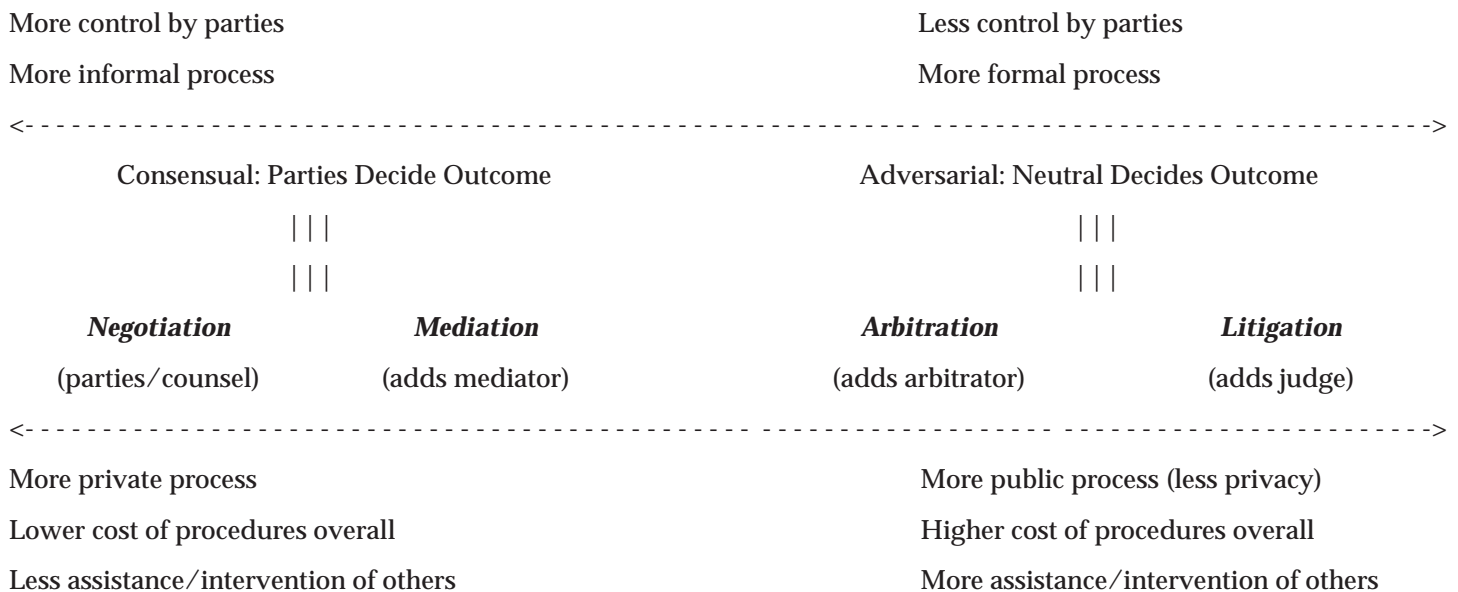 More control by parties Less control by parties
More informal process More formal process
<- - - - - - - - - - - - - - - - - - - - - - - - - - - - - - - - - - - - - - - - - - - - - - - - - - - - - - - - - - - - - - - - - - - - - - - - - - - - - - - - - - - - - - - - - - - ->
Consensual: Parties Decide Outcome Adversarial: Neutral Decides Outcome
| | | | | |
| | | | | |
Negotiation Mediation Arbitration Litigation
(parties/counsel) (adds mediator) (adds arbitrator) (adds judge)
<- - - - - - - - - - - - - - - - - - - - - - - - - - - - - - - - - - - - - - - - - - - - - - - - - - - - - - - - - - - - - - - - - - - - - - - - - - - - - - - - - - - - - - - - - - - ->
More private process More public process (less privacy)
Lower cost of procedures overall Higher cost of procedures overall
Less assistance/intervention of others More assistance/intervention of others